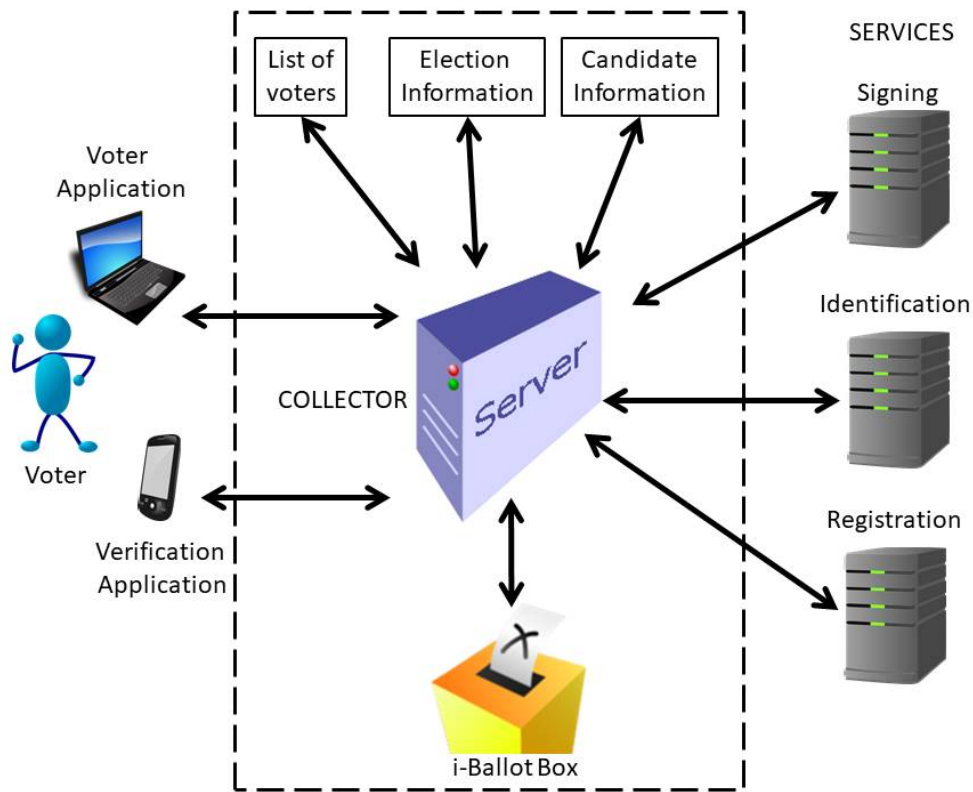 List of
voters
Election
Information
Candidate
Information
SERVICES
Signing
Voter
Application
Identification
Server
COLLECTOR
Voter
Registration
Verification
Application
i-Ballot Box